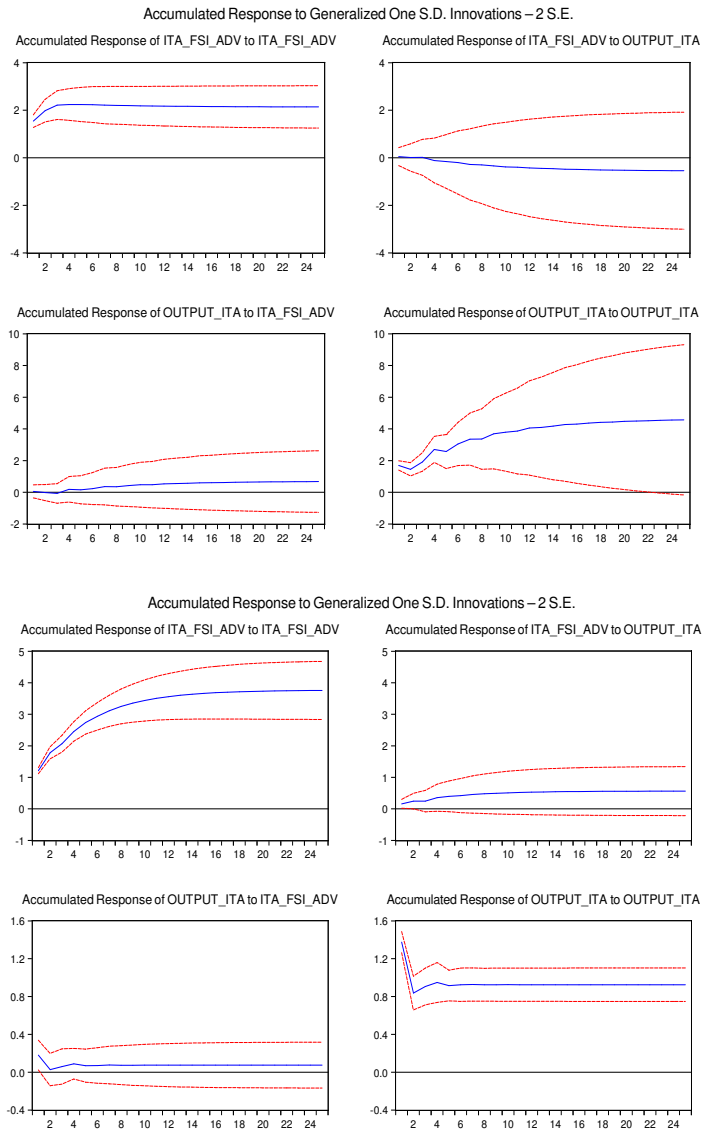 Accumulated Response to Generalized One S.D. Innovations – 2 S.E.
Accumulated Response of ITA_FSI_ADV to ITA_FSI_ADV
4
2
0
-2
-4
2 4 6 8 10 12 14 16 18 20 22 24
Accumulated Response of ITA_FSI_ADV to OUTPUT_ITA
4
2
0
-2
-4
2 4 6 8 10 12 14 16 18 20 22 24
Accumulated Response of OUTPUT_ITA to ITA_FSI_ADV
10
8
6
4
2
0
-2
2 4 6 8 10 12 14 16 18 20 22 24
Accumulated Response of OUTPUT_ITA to OUTPUT_ITA
10
8
6
4
2
0
-2
2 4 6 8 10 12 14 16 18 20 22 24
Accumulated Response to Generalized One S.D. Innovations – 2 S.E.
Accumulated Response of ITA_FSI_ADV to ITA_FSI_ADV
5
4
3
2
1
0
-1
2 4 6 8 10 12 14 16 18 20 22 24
Accumulated Response of ITA_FSI_ADV to OUTPUT_ITA
5
4
3
2
1
0
-1
2 4 6 8 10 12 14 16 18 20 22 24
Accumulated Response of OUTPUT_ITA to ITA_FSI_ADV
1.6
1.2
0.8
0.4
0.0
-0.4
2 4 6 8 10 12 14 16 18 20 22 24
Accumulated Response of OUTPUT_ITA to OUTPUT_ITA
1.6
1.2
0.8
0.4
0.0
-0.4
2 4 6 8 10 12 14 16 18 20 22 24